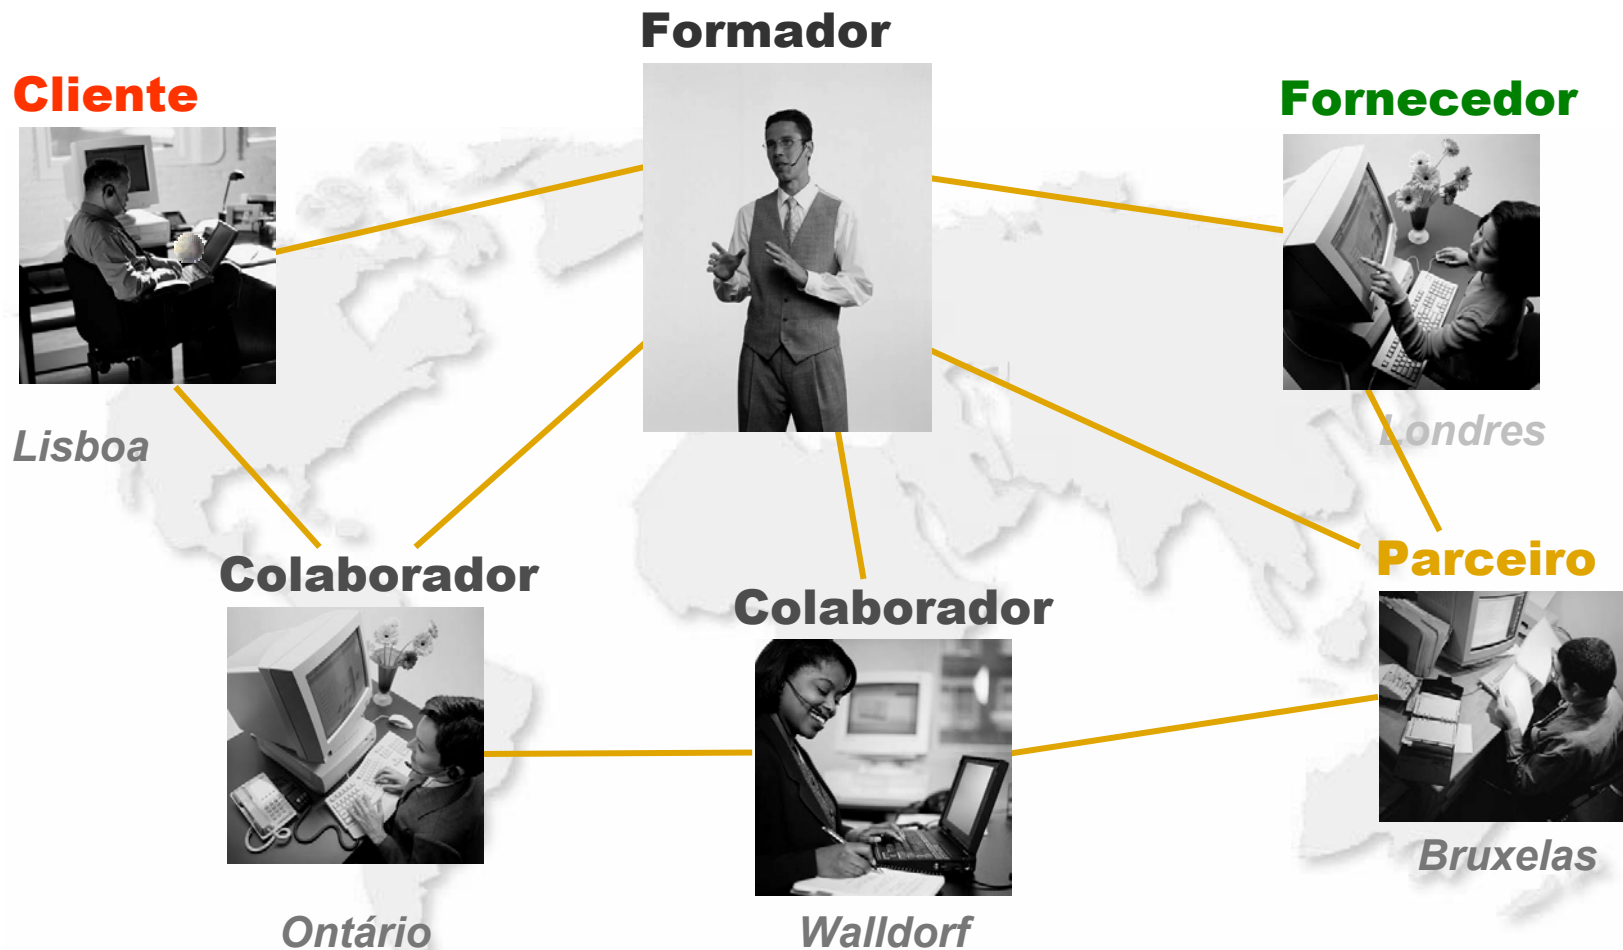 Formador
Cliente
Fornecedor
Lisboa
Londres
Colaborador
Colaborador
Parceiro
Ontário
Walldorf
Bruxelas